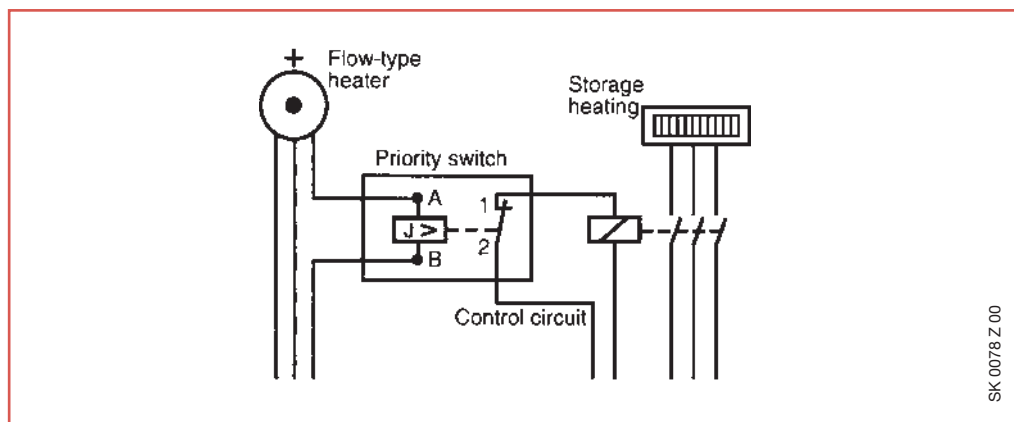 +
Flow-type
heater
Storage
heating
Priority switch
A
1
J >
2
B
Control circuit
SK 0078 Z 00